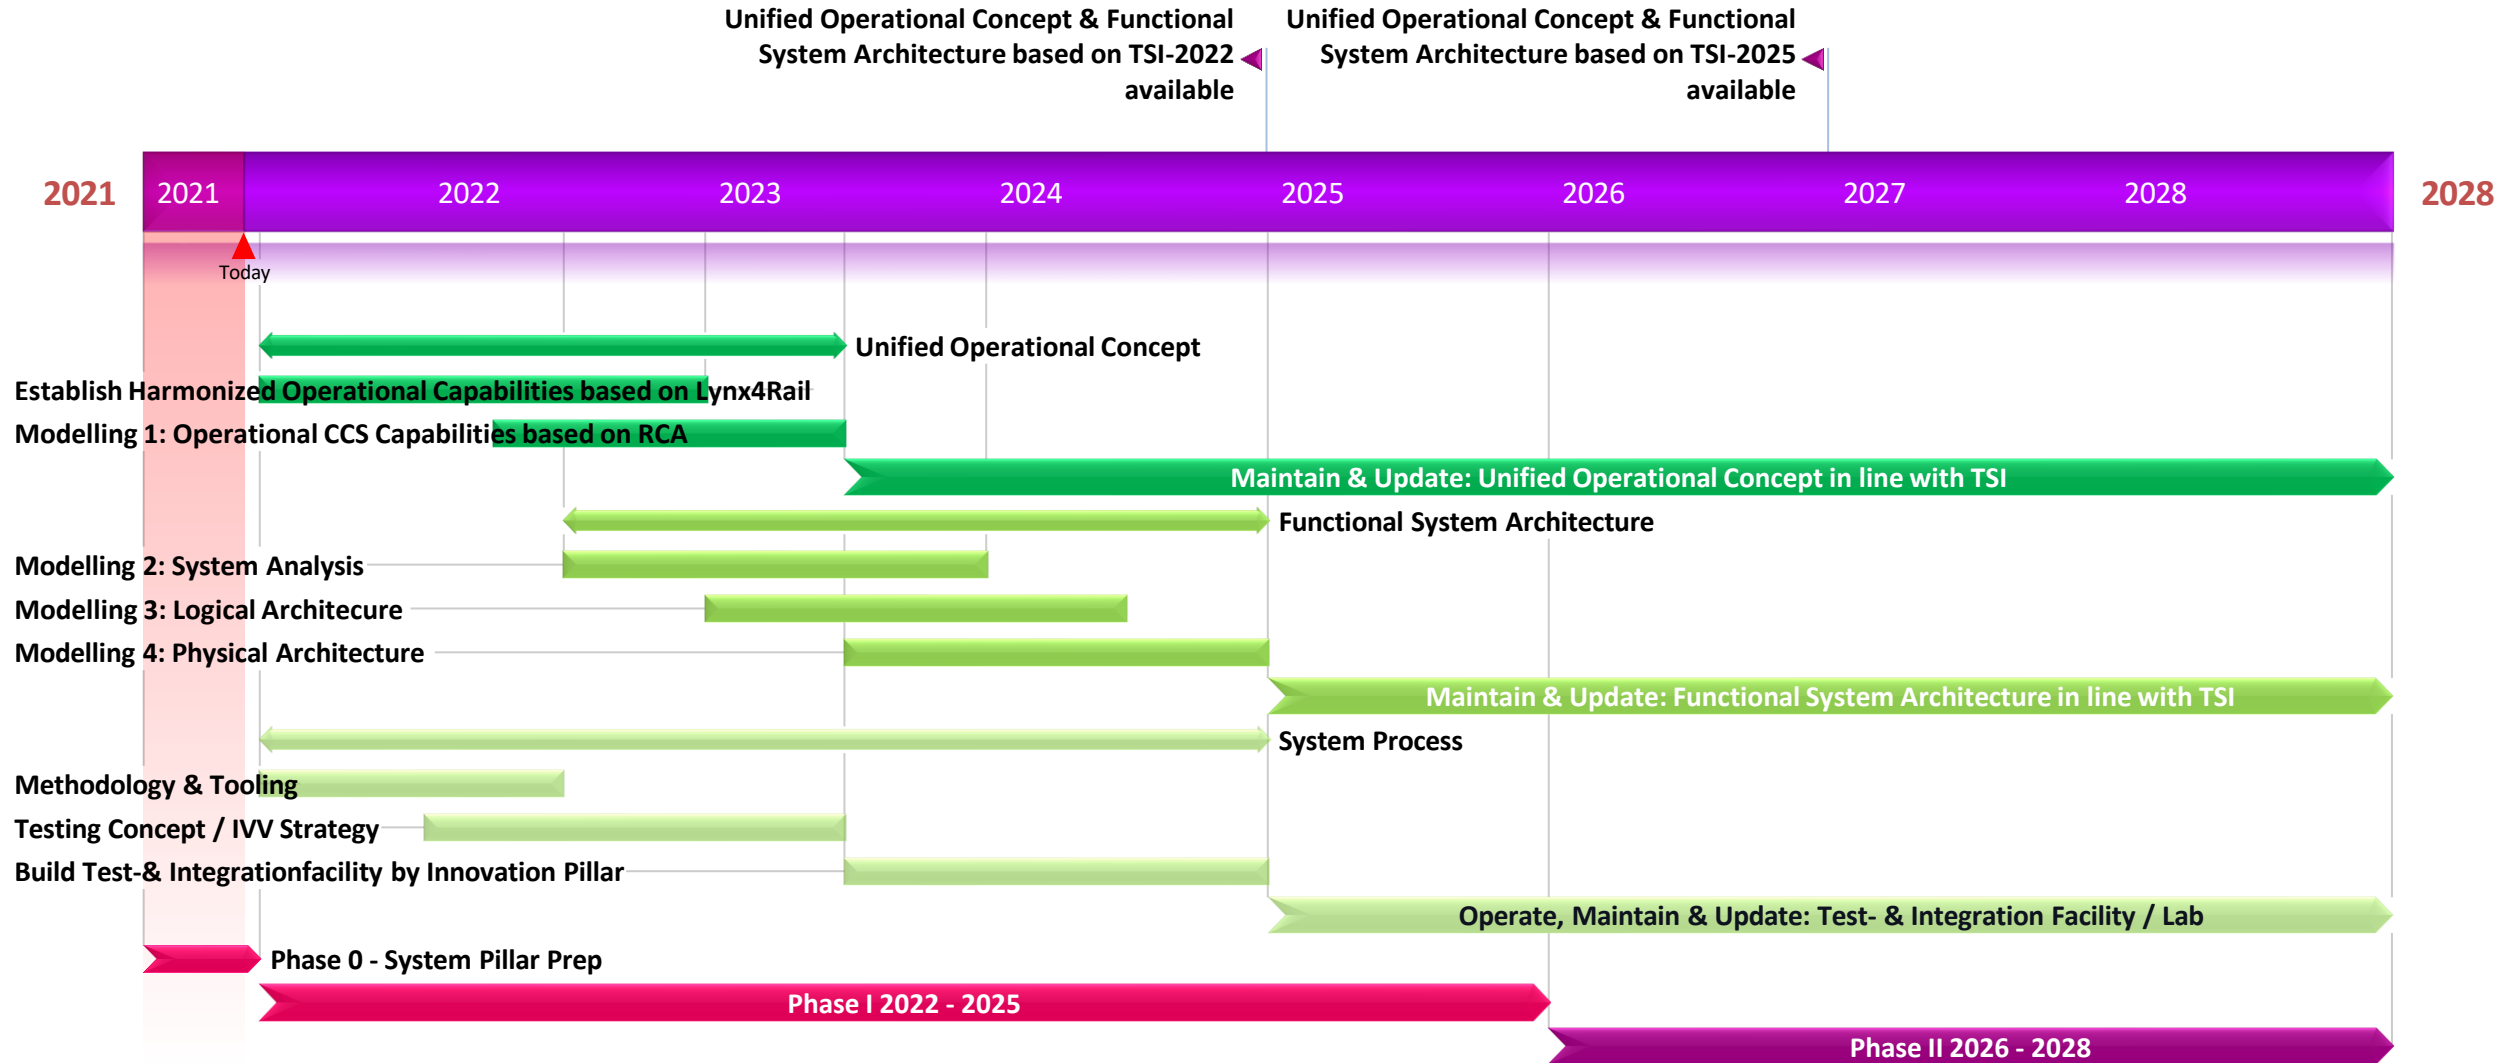 Unified Operational Concept & Functional
System Architecture based on TSI-2022
available
Unified Operational Concept & Functional
System Architecture based on TSI-2025
available
2021
2021
2022
2023
2024
2025
2026
2027
2028
2028
Today
Unified Operational Concept
Establish Harmonized Operational Capabilities based on Lynx4Rail
Modelling 1: Operational CCS Capabilities based on RCA
Maintain & Update: Unified Operational Concept in line with TSI
Functional System Architecture
Modelling 2: System Analysis
Modelling 3: Logical Architecure
Modelling 4: Physical Architecture
Maintain & Update: Functional System Architecture in line with TSI
System Process
Methodology & Tooling
Testing Concept / IVV Strategy
Build Test-& Integrationfacility by Innovation Pillar
Operate, Maintain & Update: Test- & Integration Facility / Lab
Phase 0 - System Pillar Prep
Phase I 2022 - 2025
Phase II 2026 - 2028